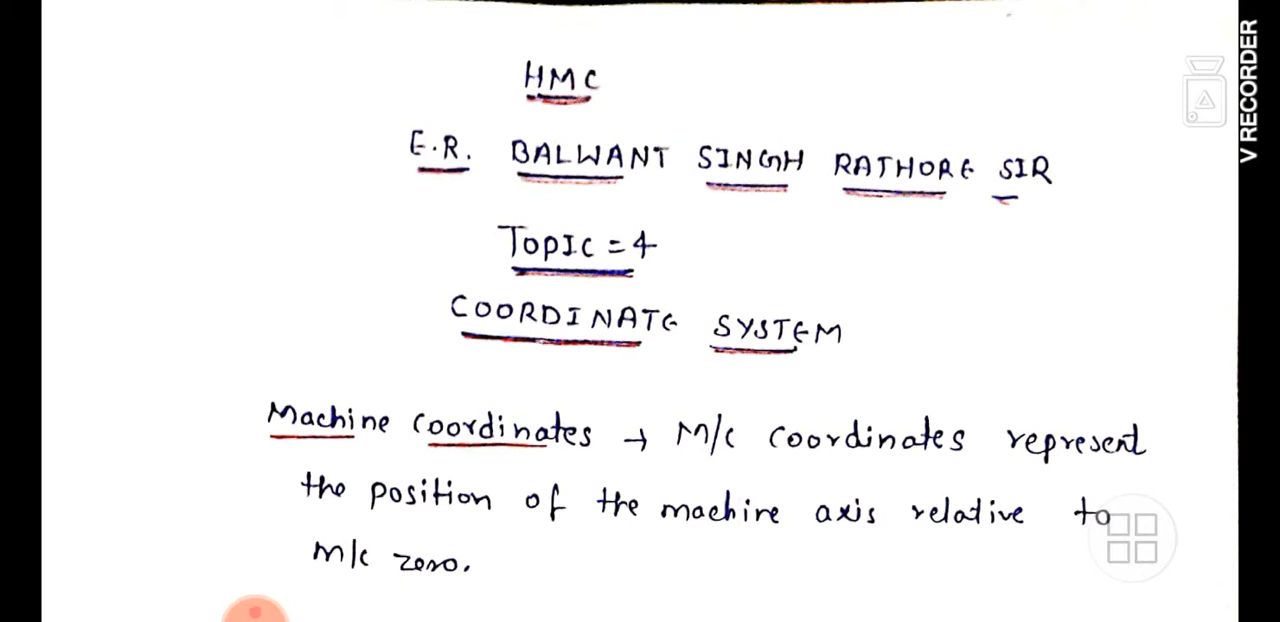 HMC
E.R. BALWANT SINGH RATHORE SIR
TOPIC = 4
COORDINATE SYSTEM
Machine coordinates → M/c coordinates represent
the position of the machine axis relative to
M/c zero.
V RECORDER